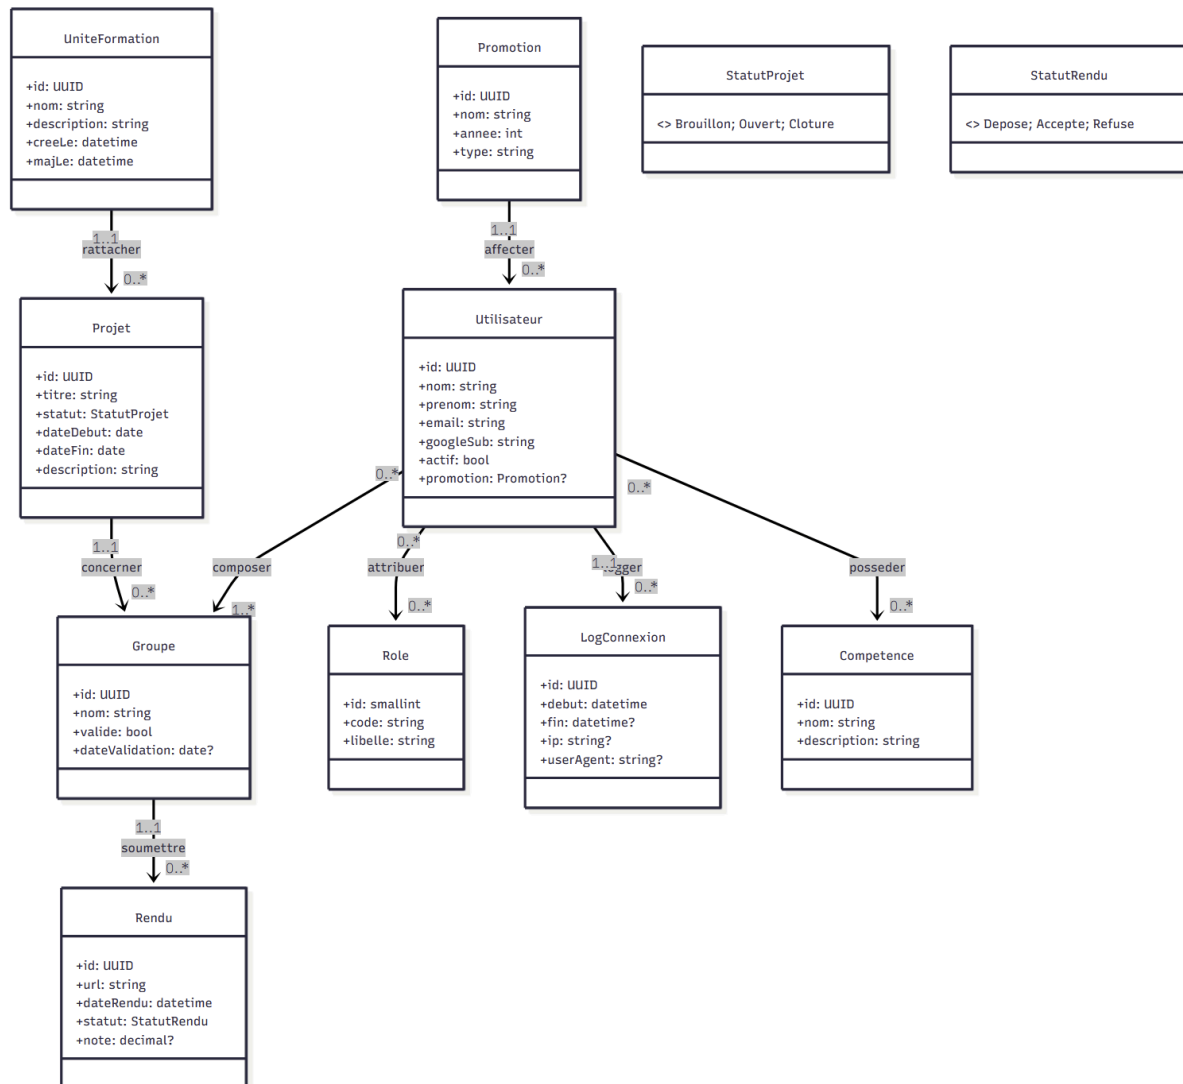 UniteFormation
+id: UUID
+nom: string
+description: string
+creeLe: datetime
+majLe: datetime
Promotion
+id: UUID
+nom: string
+annee: int
+type: string
StatutProjet
<> Brouillon; Ouvert; Cloture
StatutRendu
<> Depose; Accepte; Refuse
1..1
rattacher
0..*
1..1
affecter
0..*
Projet
+id: UUID
+titre: string
+statut: StatutProjet
+dateDebut: date
+dateFin: date
+description: string
Utilisateur
+id: UUID
+nom: string
+prenom: string
+email: string
+googleSub: string
+actif: bool
+promotion: Promotion?
1..1
concerner
0..*
0..*
composer
1..*
0..*
attribuer
0..*
1..1
logger
0..*
0..*
posseder
0..*
Groupe
+id: UUID
+nom: string
+valide: bool
+dateValidation: date?
Role
+id: smallint
+code: string
+libelle: string
LogConnexion
+id: UUID
+debut: datetime
+fin: datetime?
+ip: string?
+userAgent: string?
Competence
+id: UUID
+nom: string
+description: string
1..1
soumettre
0..*
Rendu
+id: UUID
+url: string
+dateRendu: datetime
+statut: StatutRendu
+note: decimal?